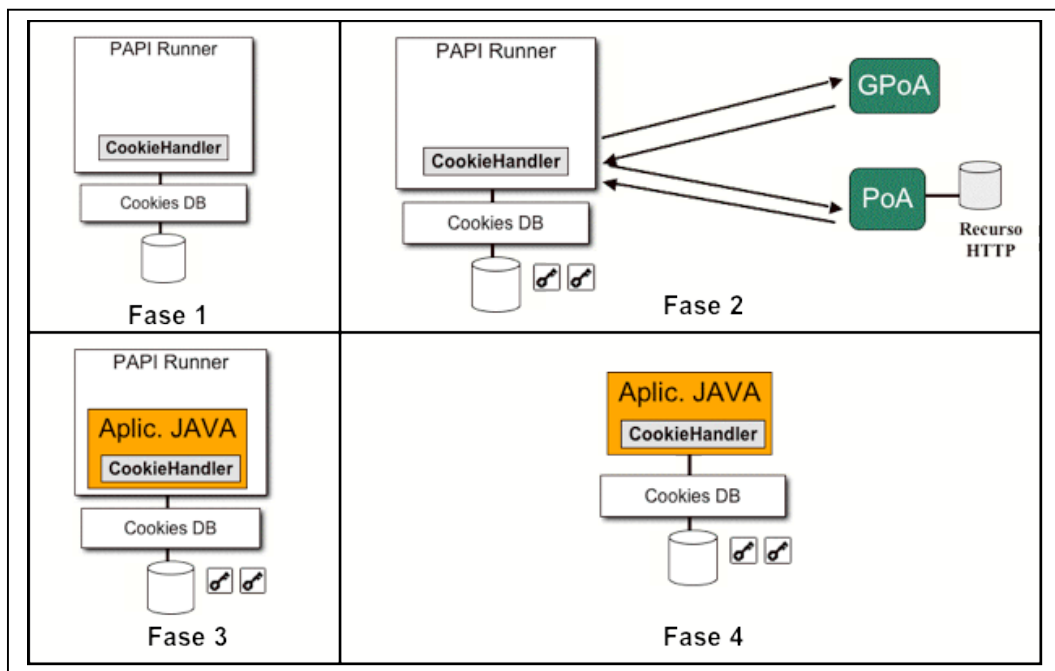 PAPI Runner
CookieHandler
Cookies DB
Fase 1
PAPI Runner
CookieHandler
Cookies DB
GPoA
PoA
Recurso
HTTP
Fase 2
PAPI Runner
Aplic. JAVA
CookieHandler
Cookies DB
Fase 3
Aplic. JAVA
CookieHandler
Cookies DB
Fase 4